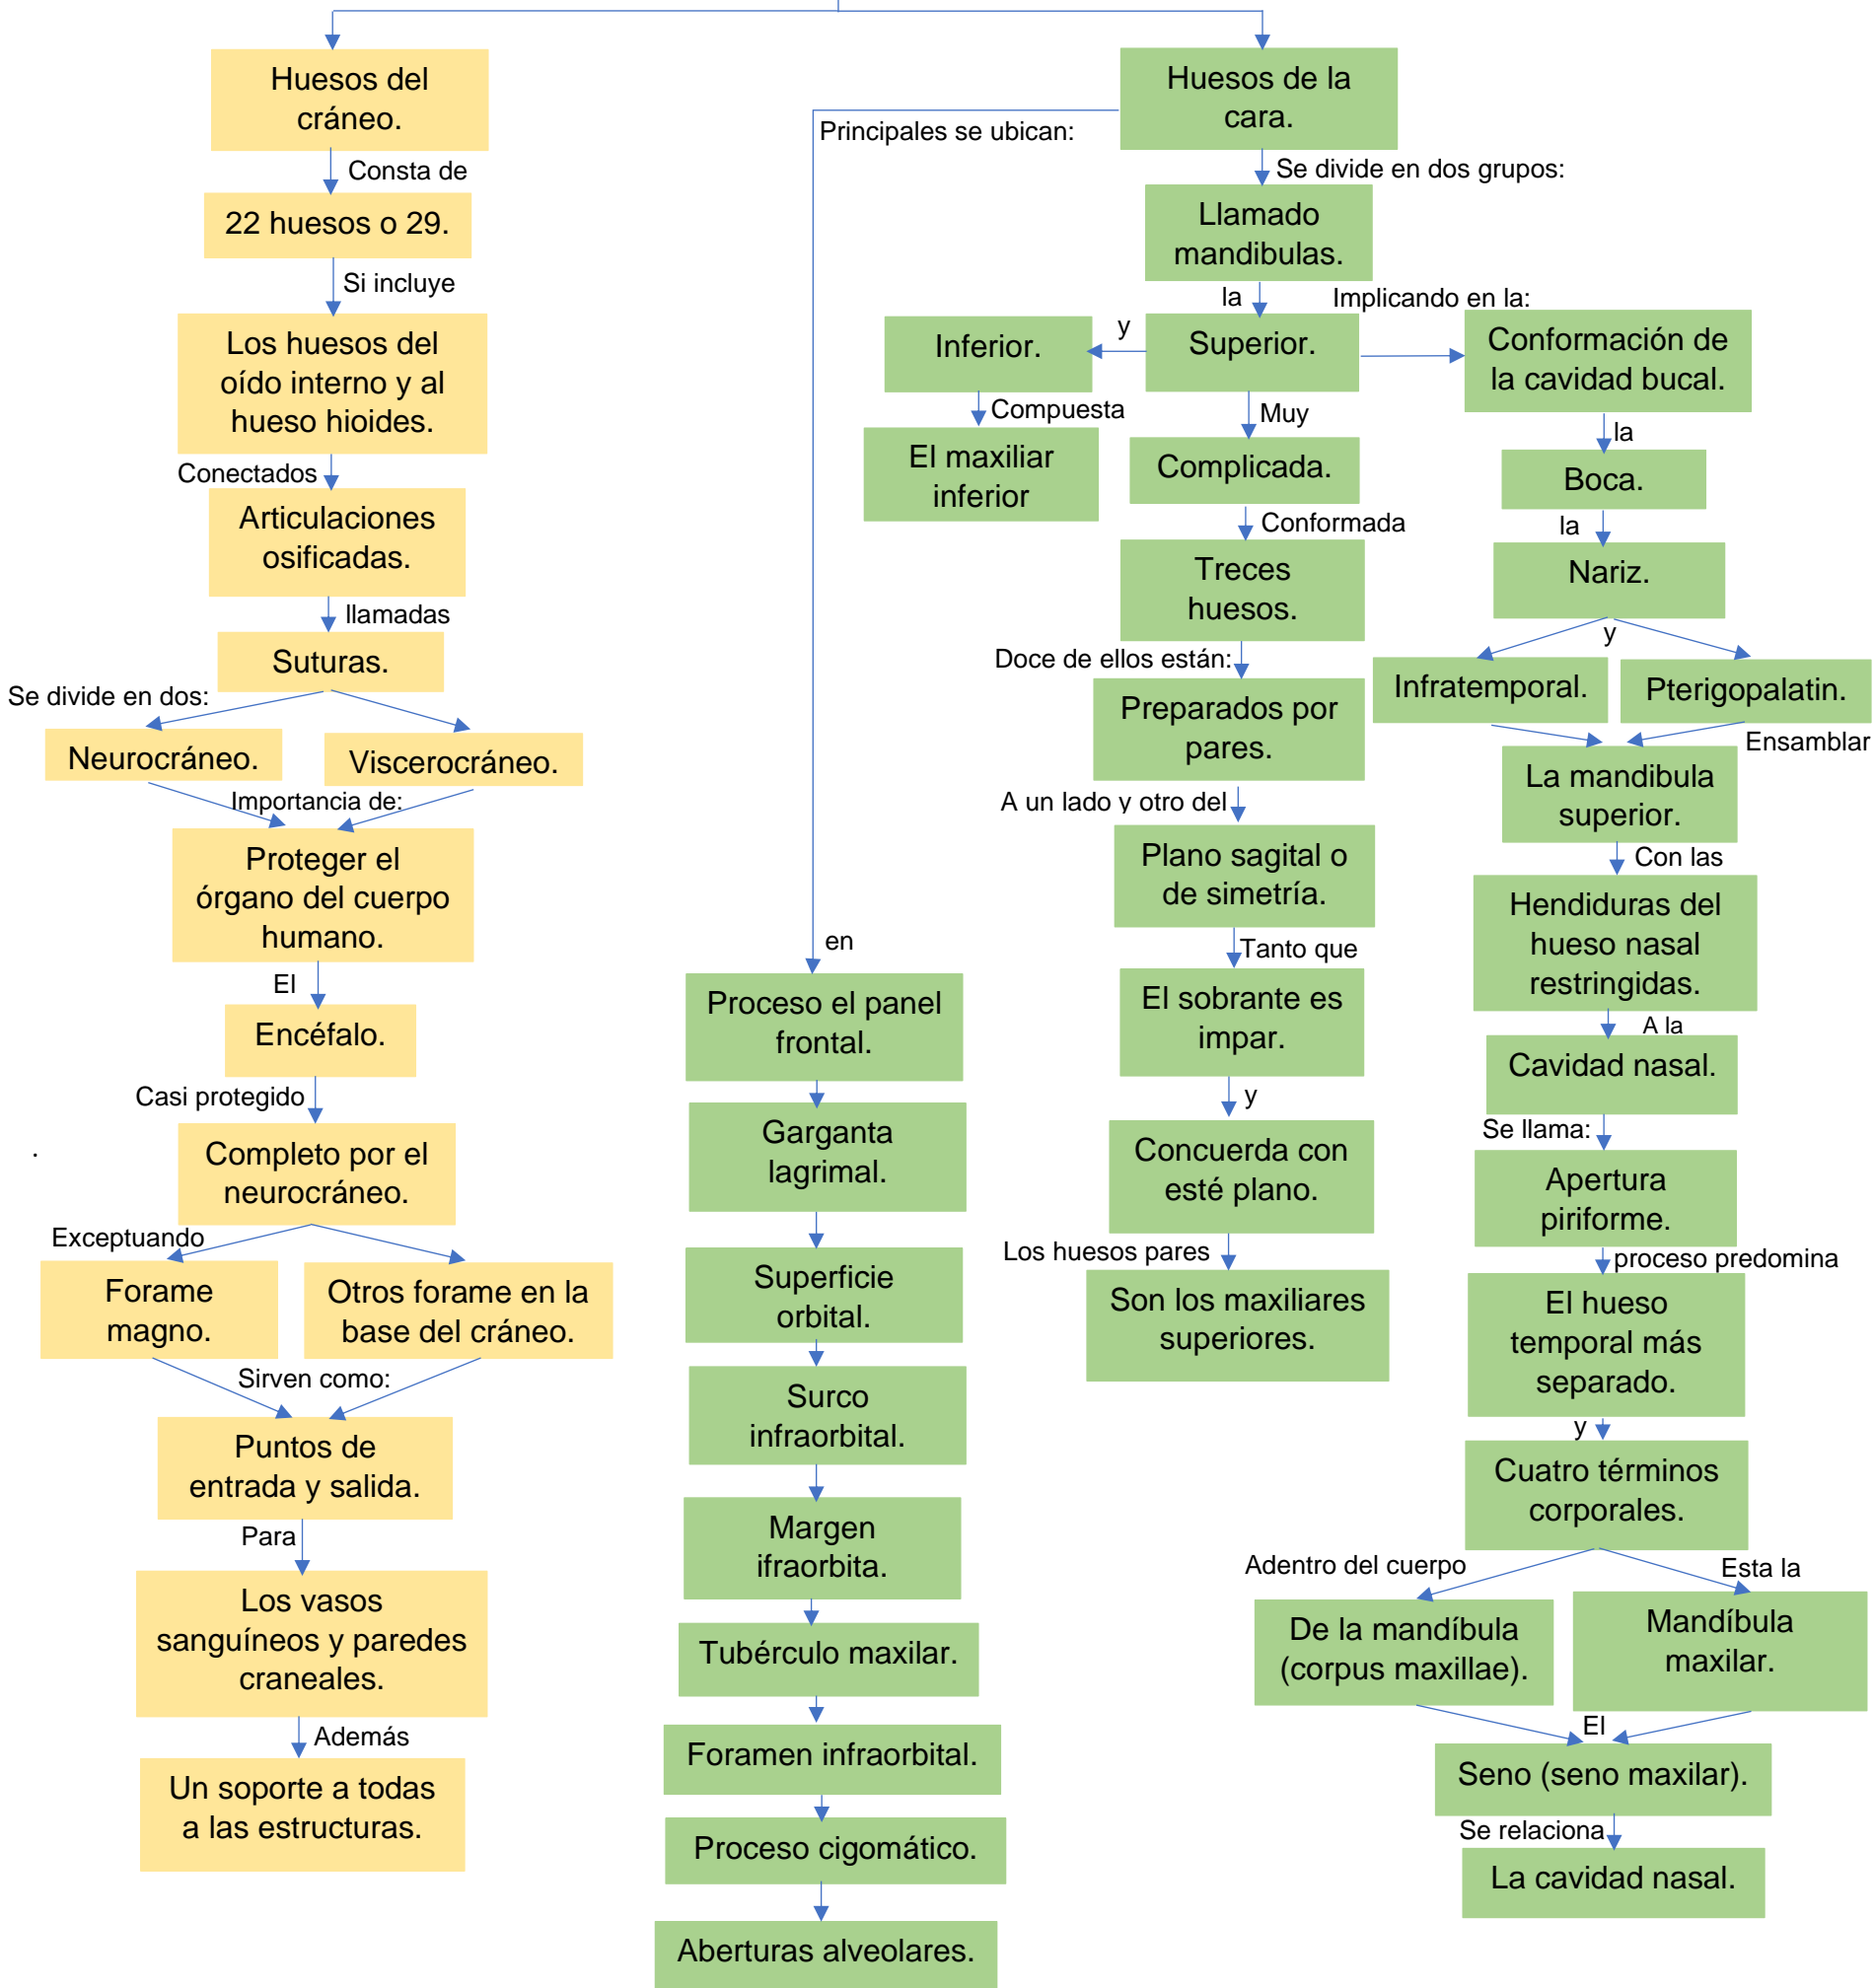 Huesos del
cráneo.
Consta de
22 huesos o 29.
Si incluye
Los huesos del
oído interno y al
hueso hioides.
Conectados
Articulaciones
osificadas.
llamadas
Suturas.
Se divide en dos:
Neurocráneo.
Viscerocráneo.
Importancia de:
Proteger el
órgano del cuerpo
humano.
El
Encéfalo.
Casi protegido
.
Completo por el
neurocráneo.
Exceptuando
Forame
magno.
Otros forame en la
base del cráneo.
Sirven como:
Puntos de
entrada y salida.
Para
Los vasos
sanguíneos y paredes
craneales.
Además
Un soporte a todas
a las estructuras.
Huesos de la
cara.
Principales se ubican:
en
Proceso el panel
frontal.
Garganta
lagrimal.
Superficie
orbital.
Surco
infraorbital.
Margen
ifraorbita.
Tubérculo maxilar.
Foramen infraorbital.
Proceso cigomático.
Aberturas alveolares.
Se divide en dos grupos:
Llamado
mandibulas.
la
Superior.
y
Inferior.
Compuesta
El maxiliar
inferior
Muy
Complicada.
Conformada
Treces
huesos.
Doce de ellos están:
Preparados por
pares.
A un lado y otro del
Plano sagital o
de simetría.
Tanto que
El sobrante es
impar.
y
Concuerda con
esté plano.
Los huesos pares
Son los maxiliares
superiores.
Implicando en la:
Conformación de
la cavidad bucal.
la
Boca.
la
Nariz.
y
Infratemporal.
Pterigopalatin.
Ensamblar
La mandibula
superior.
Con las
Hendiduras del
hueso nasal
restringidas.
A la
Cavidad nasal.
Se llama:
Apertura
piriforme.
proceso predomina
El hueso
temporal más
separado.
y
Cuatro términos
corporales.
Adentro del cuerpo
Esta la
De la mandíbula
(corpus maxillae).
Mandíbula
maxilar.
El
Seno (seno maxilar).
Se relaciona
La cavidad nasal.